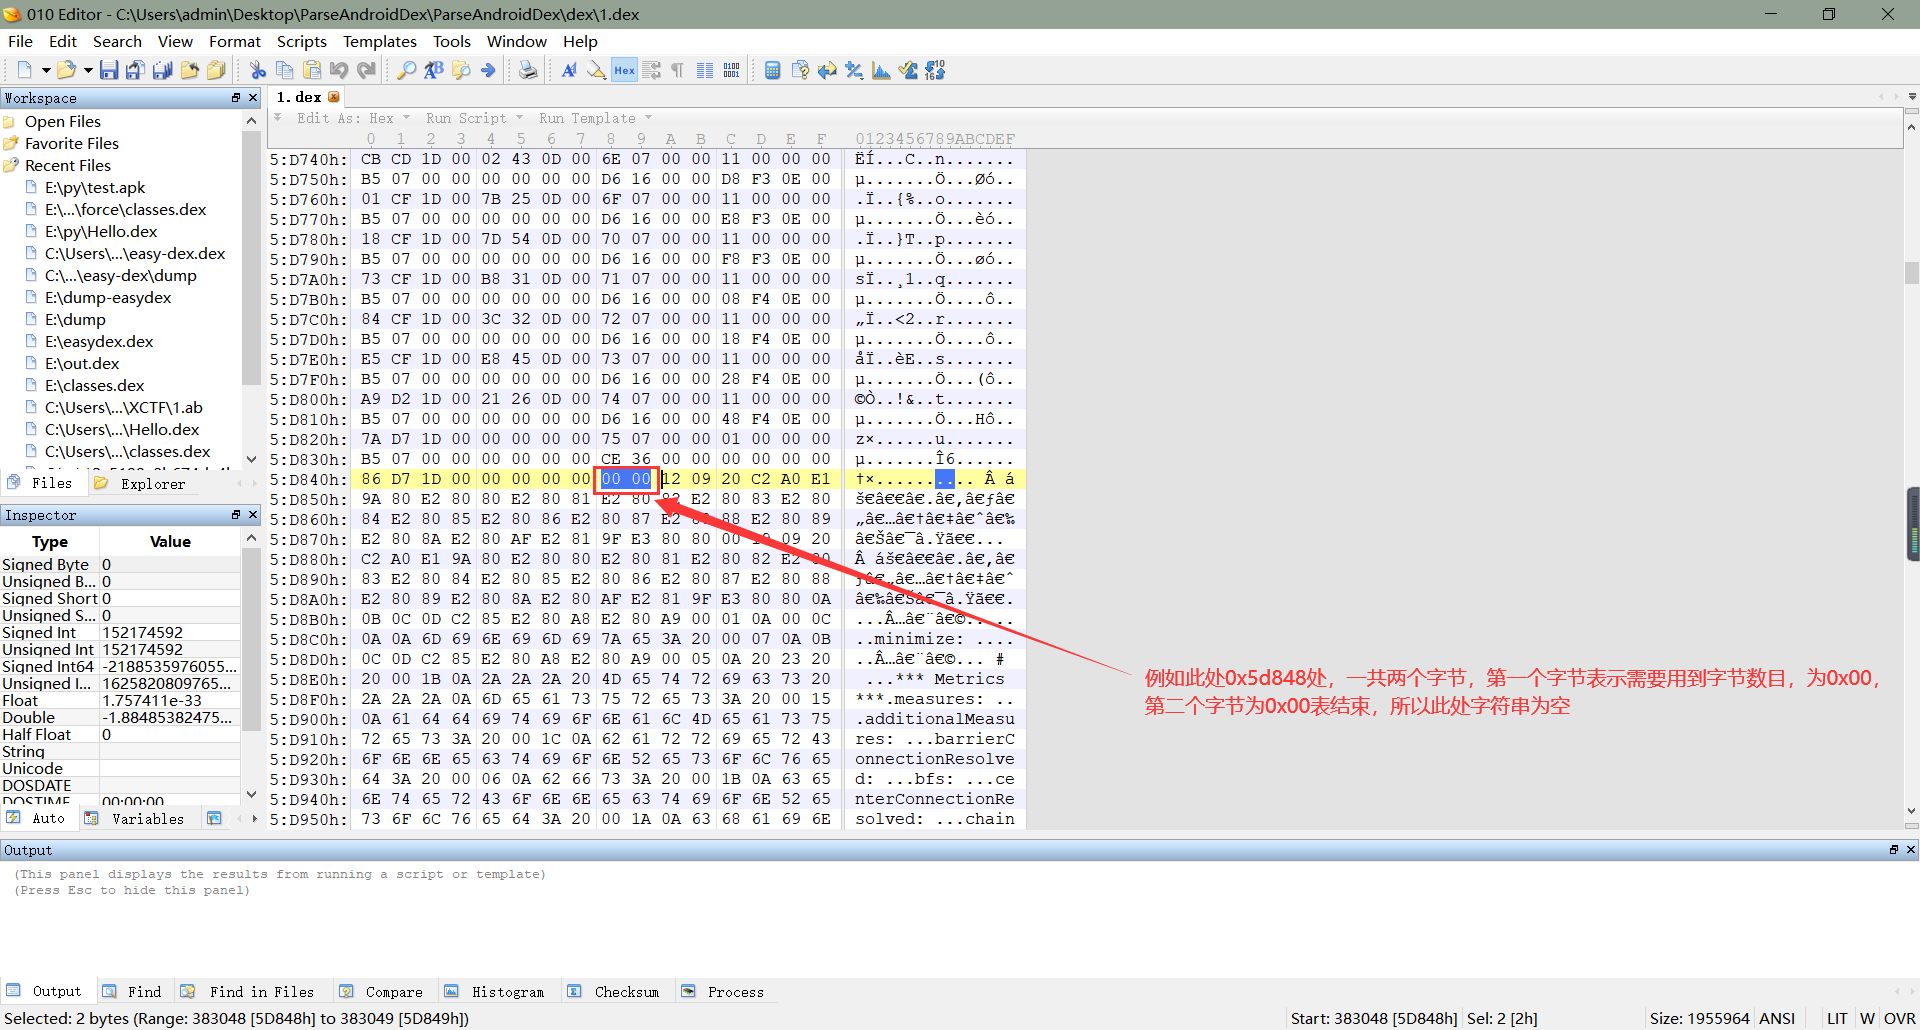 010 Editor - C:\Users\admin\Desktop\ParseAndroidDex\ParseAndroidDex\dex\1.dex
File Edit Search View Format Scripts Templates Tools Window Help
Workspace
Open Files
Favorite Files
Recent Files
E:\py\test.apk
E:\...\force\classes.dex
E:\py\Hello.dex
C:\Users\...\easy-dex.dex
C:\...\easy-dex\dump
E:\dump-easydex
E:\dump
E:\easydex.dex
E:\out.dex
E:\classes.dex
C:\Users\...\XCTF\1.ab
C:\Users\...\Hello.dex
C:\Users\...\classes.dex
Files Explorer
Inspector
Type Value
Signed Byte 0
Unsigned B... 0
Signed Short 0
Unsigned S... 0
Signed Int 152174592
Unsigned Int 152174592
Signed Int64 -2188535976055...
Unsigned I... 1625820809765...
Float 1.757411e-33
Double -1.88485382475...
Half Float 0
String
Unicode
DOSDATE
DOSTIME 00:00:00
Auto Variables
1.dex
Edit As: Hex Run Script Run Template
0 1 2 3 4 5 6 7 8 9 A B C D E F 0123456789ABCDEF
5:D740h: CB CD 1D 00 02 43 0D 00 6E 07 00 00 11 00 00 00 ËÍ...C..n.......
5:D750h: B5 07 00 00 00 00 00 00 D6 16 00 00 D8 F3 0E 00 µ.......Ö...Øó..
5:D760h: 01 CF 1D 00 7B 25 0D 00 6F 07 00 00 11 00 00 00 .Ï..{%..o.......
5:D770h: B5 07 00 00 00 00 00 00 D6 16 00 00 E8 F3 0E 00 µ.......Ö...èó..
5:D780h: 18 CF 1D 00 7D 54 0D 00 70 07 00 00 11 00 00 00 .Ï..}T..p.......
5:D790h: B5 07 00 00 00 00 00 00 D6 16 00 00 F8 F3 0E 00 µ.......Ö...øó..
5:D7A0h: 73 CF 1D 00 B8 31 0D 00 71 07 00 00 11 00 00 00 sÏ..¸1..q.......
5:D7B0h: B5 07 00 00 00 00 00 00 D6 16 00 00 08 F4 0E 00 µ.......Ö....ô..
5:D7C0h: 84 CF 1D 00 3C 32 0D 00 72 07 00 00 11 00 00 00 „Ï..<2..r.......
5:D7D0h: B5 07 00 00 00 00 00 00 D6 16 00 00 18 F4 0E 00 µ.......Ö....ô..
5:D7E0h: E5 CF 1D 00 E8 45 0D 00 73 07 00 00 11 00 00 00 åÏ..èE..s.......
5:D7F0h: B5 07 00 00 00 00 00 00 D6 16 00 00 28 F4 0E 00 µ.......Ö...(ô..
5:D800h: A9 D2 1D 00 21 26 0D 00 74 07 00 00 11 00 00 00 ©Ò..!&..t.......
5:D810h: B5 07 00 00 00 00 00 00 D6 16 00 00 48 F4 0E 00 µ.......Ö...Hô..
5:D820h: 7A D7 1D 00 00 00 00 00 75 07 00 00 01 00 00 00 z×......u.......
5:D830h: B5 07 00 00 00 00 00 00 CE 36 00 00 00 00 00 00 µ.......Î6......
5:D840h: 86 D7 1D 00 00 00 00 00 00 00 12 09 20 C2 A0 E1 †×.......... Â á
5:D850h: 9A 80 E2 80 80 E2 80 81 E2 80 82 E2 80 83 E2 80 š€â€€â€.â€‚â€ƒâ€
5:D860h: 84 E2 80 85 E2 80 86 E2 80 87 E2 88 E2 80 89 „â€…â€†â€‡â€ˆâ€‰
5:D870h: E2 80 8A E2 80 AF E2 81 9F E3 80 80 00 09 20 â€Šâ€¯â.Ÿã€€...
5:D880h: C2 A0 E1 9A 80 E2 80 80 E2 80 81 E2 80 82 E2 80 Â áš€â€€â€.â€‚â€
5:D890h: 83 E2 80 84 E2 80 85 E2 80 86 E2 80 87 E2 80 88 ƒâ€„â€…â€†â€‡â€ˆ
5:D8A0h: E2 80 89 E2 80 8A E2 80 AF E2 81 9F E3 80 80 0A â€‰â€Šâ€¯â.Ÿã€€.
5:D8B0h: 0B 0C 0D C2 85 E2 80 A8 E2 80 A9 00 01 0A 00 0C ...Â…â€¨â€©.....
5:D8C0h: 0A 0A 6D 69 6E 69 6D 69 7A 65 3A 20 00 07 0A 0B ..minimize: ....
5:D8D0h: 0C 0D C2 85 E2 80 A8 E2 80 A9 00 05 0A 20 23 20 ..Â…â€¨â€©... #
5:D8E0h: 20 00 1B 0A 2A 2A 2A 20 4D 65 74 72 69 63 73 20 ...*** Metrics
5:D8F0h: 2A 2A 2A 0A 6D 65 61 73 75 72 65 73 3A 20 00 15 ***.measures: ..
5:D900h: 0A 61 64 64 69 74 69 6F 6E 61 6C 4D 65 61 73 75 .additionalMeasu
5:D910h: 72 65 73 3A 20 00 1C 0A 62 61 72 72 69 65 72 43 res: ...barrierC
5:D920h: 6F 6E 6E 65 63 74 69 6F 6E 52 65 73 6F 6C 76 65 onnectionResolve
5:D930h: 64 3A 20 00 06 0A 62 66 73 3A 20 00 1B 0A 63 65 d: ...bfs: ...ce
5:D940h: 6E 74 65 72 43 6F 6E 6E 65 63 74 69 6F 6E 52 65 nterConnectionRe
5:D950h: 73 6F 6C 76 65 64 3A 20 00 1A 0A 63 68 61 69 6E solved: ...chain
例如此处0x5d848处，一共两个字节，第一个字节表示需要用到字节数目，为0x00，
第二个字节为0x00表结束，所以此处字符串为空
Output
(This panel displays the results from running a script or template)
(Press Esc to hide this panel)
Output Find Find in Files Compare Histogram Checksum Process
Selected: 2 bytes (Range: 383048 [5D848h] to 383049 [5D849h]) Start: 383048 [5D848h] Sel: 2 [2h] Size: 1955964 ANSI LIT W OVR